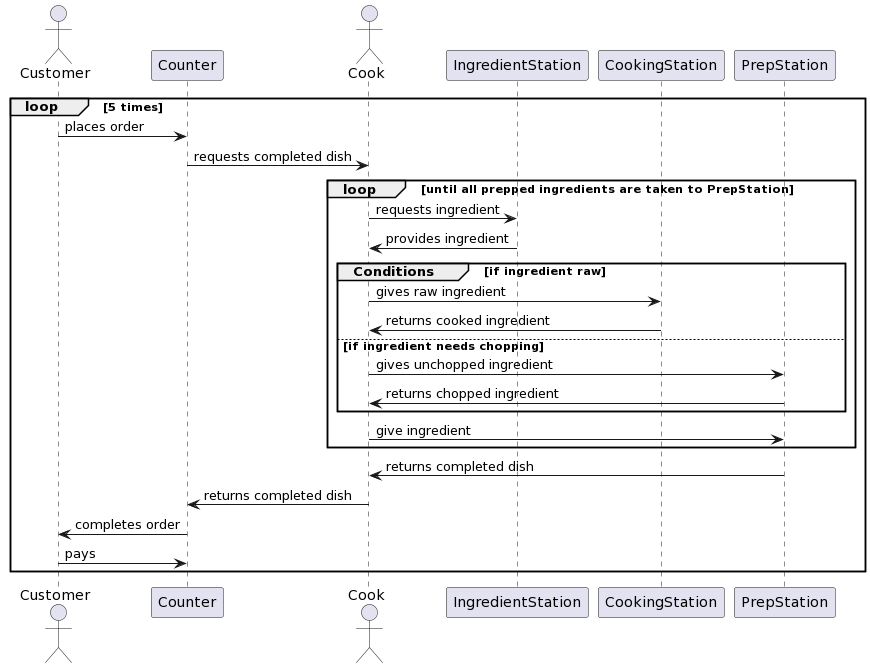 Customer
Counter
Cook
IngredientStation
CookingStation
PrepStation
loop [5 times]
places order
requests completed dish
loop [until all prepped ingredients are taken to PrepStation]
requests ingredient
provides ingredient
Conditions [if ingredient raw]
gives raw ingredient
returns cooked ingredient
[if ingredient needs chopping]
gives unchopped ingredient
returns chopped ingredient
give ingredient
returns completed dish
returns completed dish
completes order
pays
Customer
Counter
Cook
IngredientStation
CookingStation
PrepStation